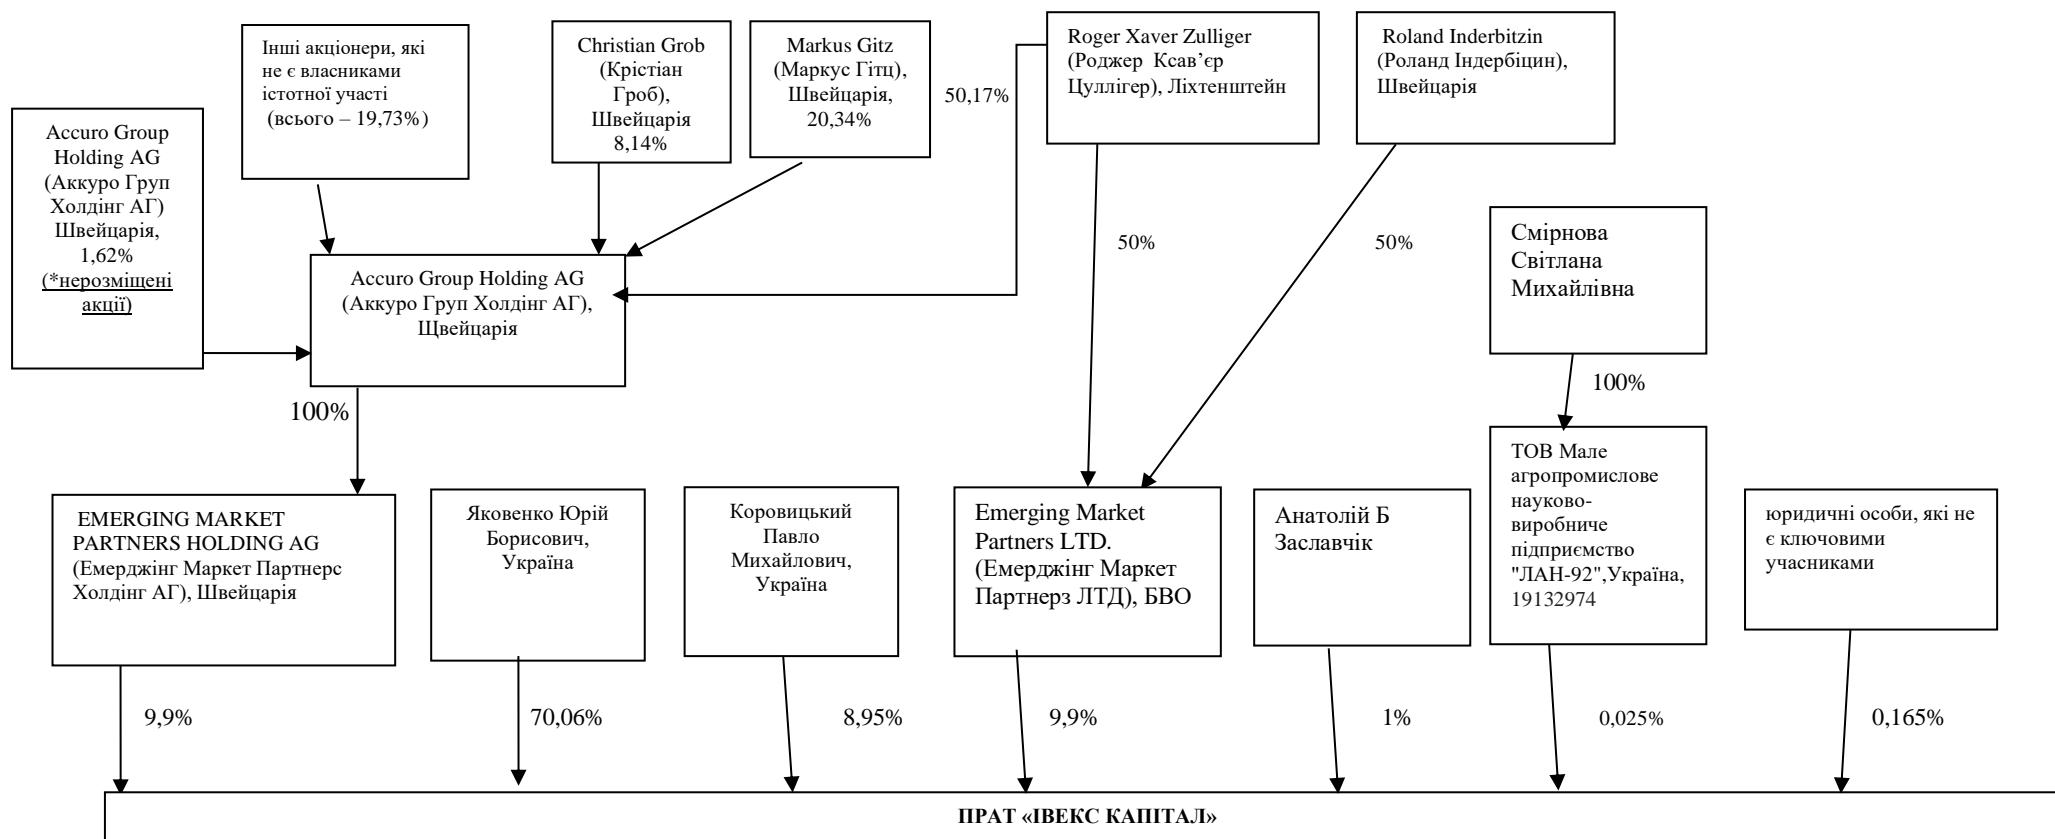 Інші акціонери, які
не є власниками
істотної участі
(всього – 19,73%)
Christian Grob
(Крістіан
Гроб),
Швейцарія
8,14%
Markus Gitz
(Маркус Гітц),
Швейцарія,
20,34%
50,17%
Roger Xaver Zulliger
(Роджер Ксав’єр
Цуллігер), Ліхтенштейн
Roland Inderbitzin
(Роланд Індербіцин),
Швейцарія
Accuro Group
Holding AG
(Аккуро Груп
Холдінг АГ)
Швейцарія,
1,62%
(*нерозміщені
акції)
Accuro Group Holding AG
(Аккуро Груп Холдінг АГ),
Щвейцарія
50%
50%
Смірнова
Світлана
Михайлівна
100%
100%
EMERGING MARKET
PARTNERS HOLDING AG
(Емерджінг Маркет Партнерс
Холдінг АГ), Швейцарія
Яковенко Юрій
Борисович,
Україна
Коровицький
Павло
Михайлович,
Україна
Emerging Market
Partners LTD.
(Емерджінг Маркет
Партнерз ЛТД), БВО
Анатолій Б
Заславчік
ТОВ Мале
агропромислове
науково-
виробниче
підприємство
"ЛАН-92",Україна,
19132974
юридичні особи, які не
є ключовими
учасниками
9,9%
70,06%
8,95%
9,9%
1%
0,025%
0,165%
ПРАТ «ІВЕКС КАПІТАЛ»